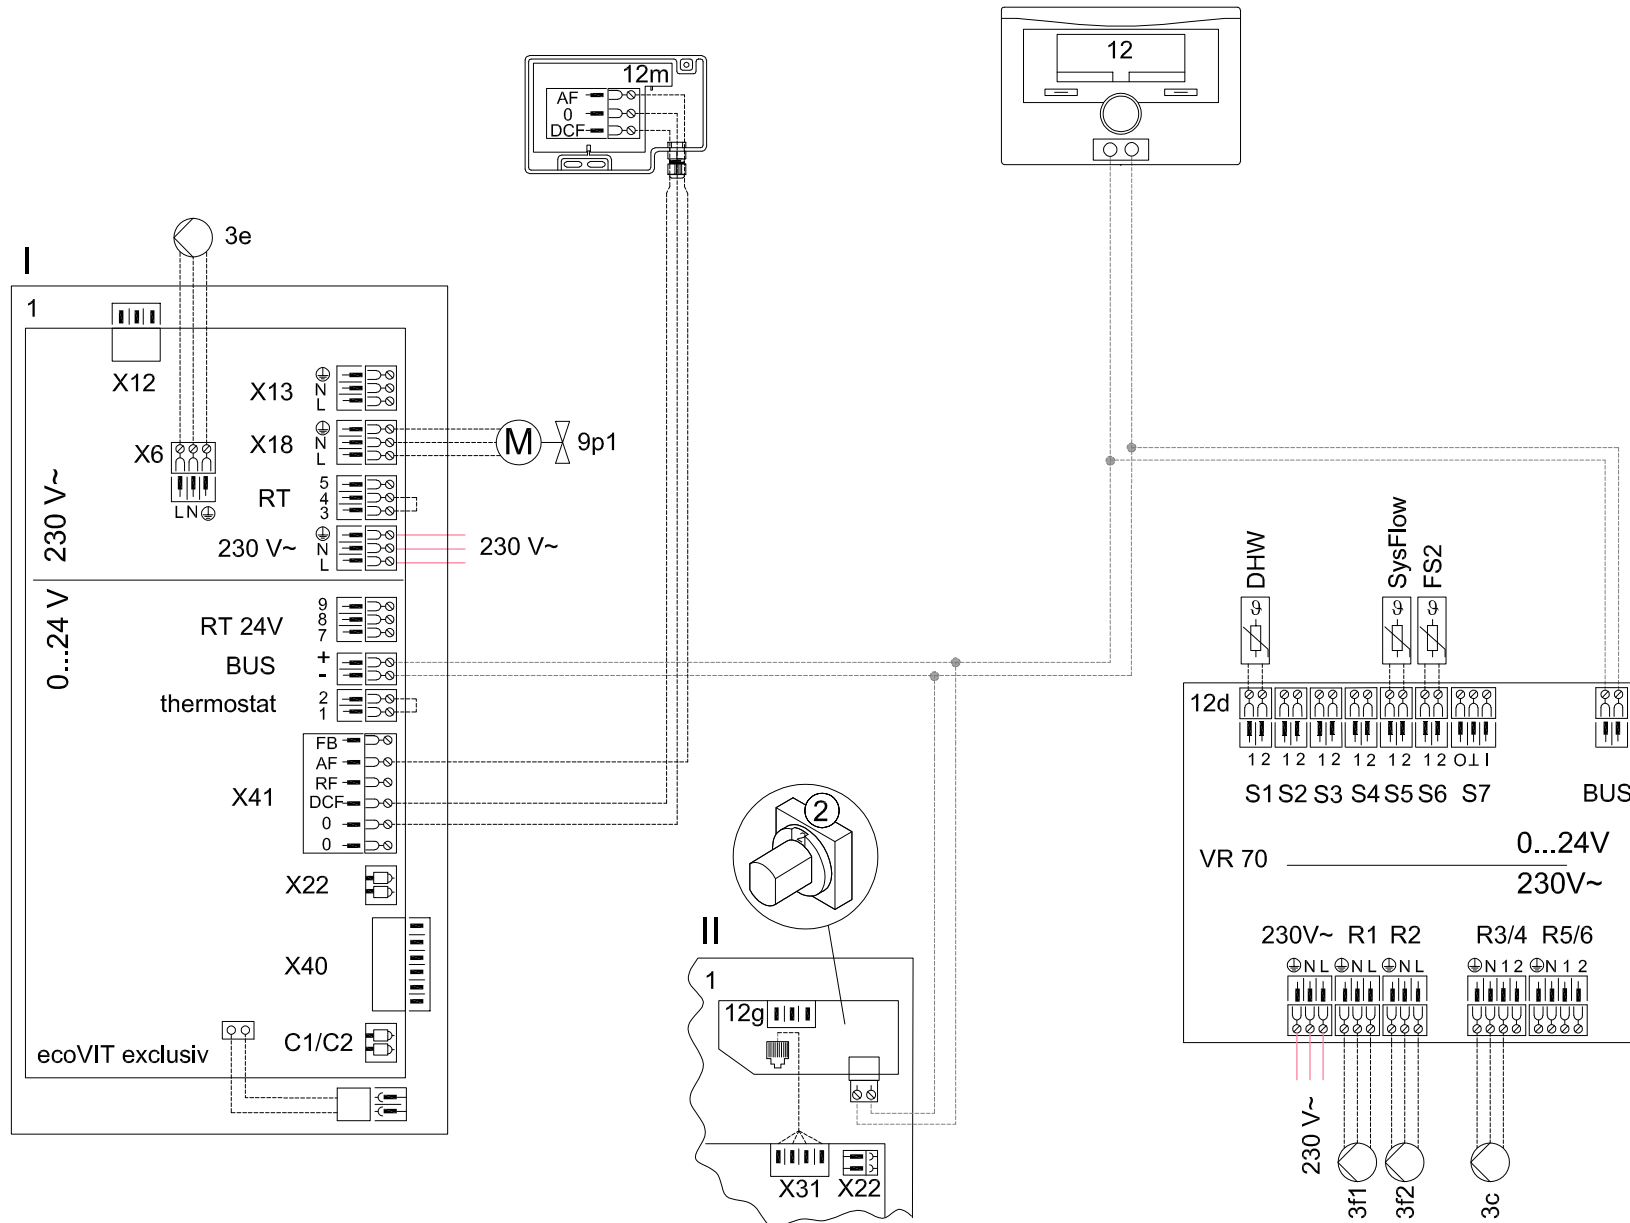 12
12m
AF
0
DCF
3e
I
1
X12
X13
N
L
X6
X18
N
L
M
9p1
RT
5
4
3
L N
230 V~
230 V~
N
L
230 V~
0...24 V
RT 24V
9
8
7
BUS
+
-
thermostat
2
1
X41
FB
AF
RF
DCF
0
0
X22
X40
C1/C2
ecoVIT exclusiv
2
II
1
12g
X31
X22
DHW
SysFlow
FS2
ϑ
ϑ
ϑ
12d
1 2 1 2 1 2 1 2 1 2 1 2 O ⊥ I
S1 S2 S3 S4 S5 S6 S7
BUS
VR 70
0...24V
230V~
230V~ R1 R2 R3/4 R5/6
N L N L N L N 1 2 N 1 2
230 V~
3f1
3f2
3c